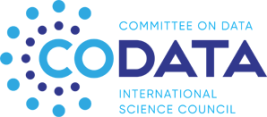 COMMITTEE ON DATA
CODATA
INTERNATIONAL
SCIENCE COUNCIL